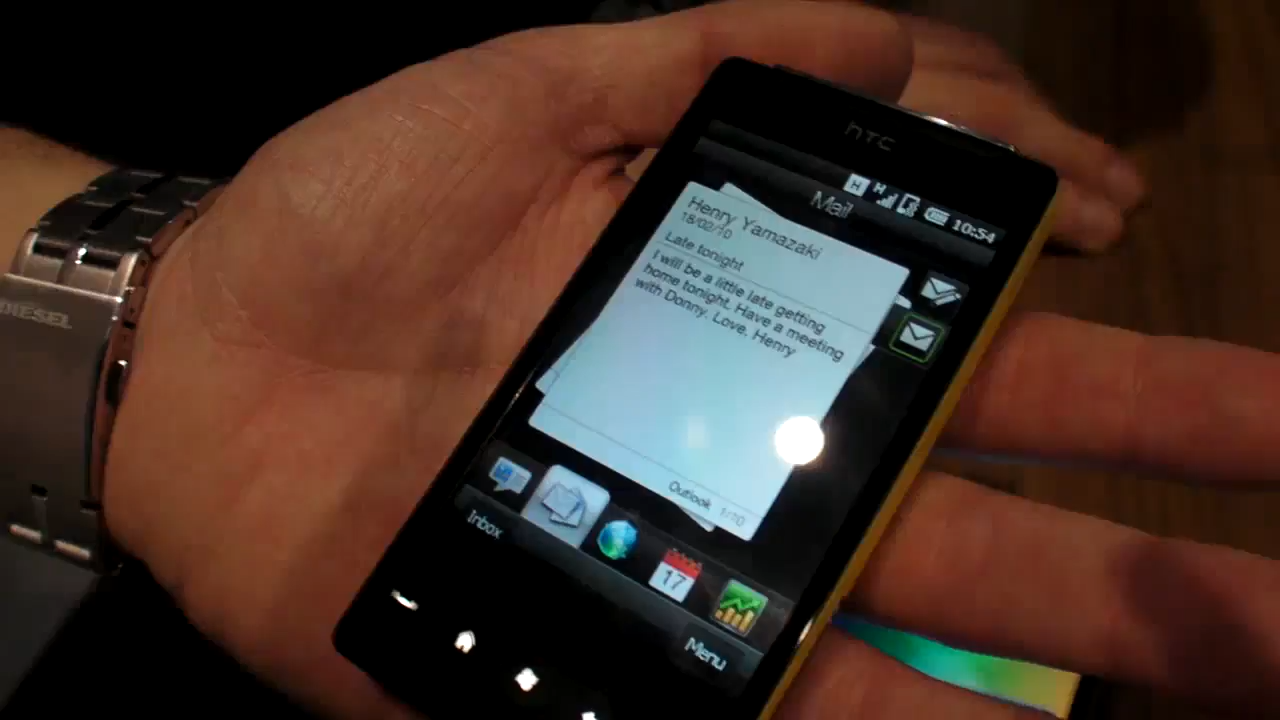 hTC
H H 10:54
Mail
Henry Yamazaki
18/02/10
Late tonight
I will be a little late getting
home tonight. Have a meeting
with Donny. Love, Henry
Outlook 1/10
17
Inbox
Menu
DIESEL